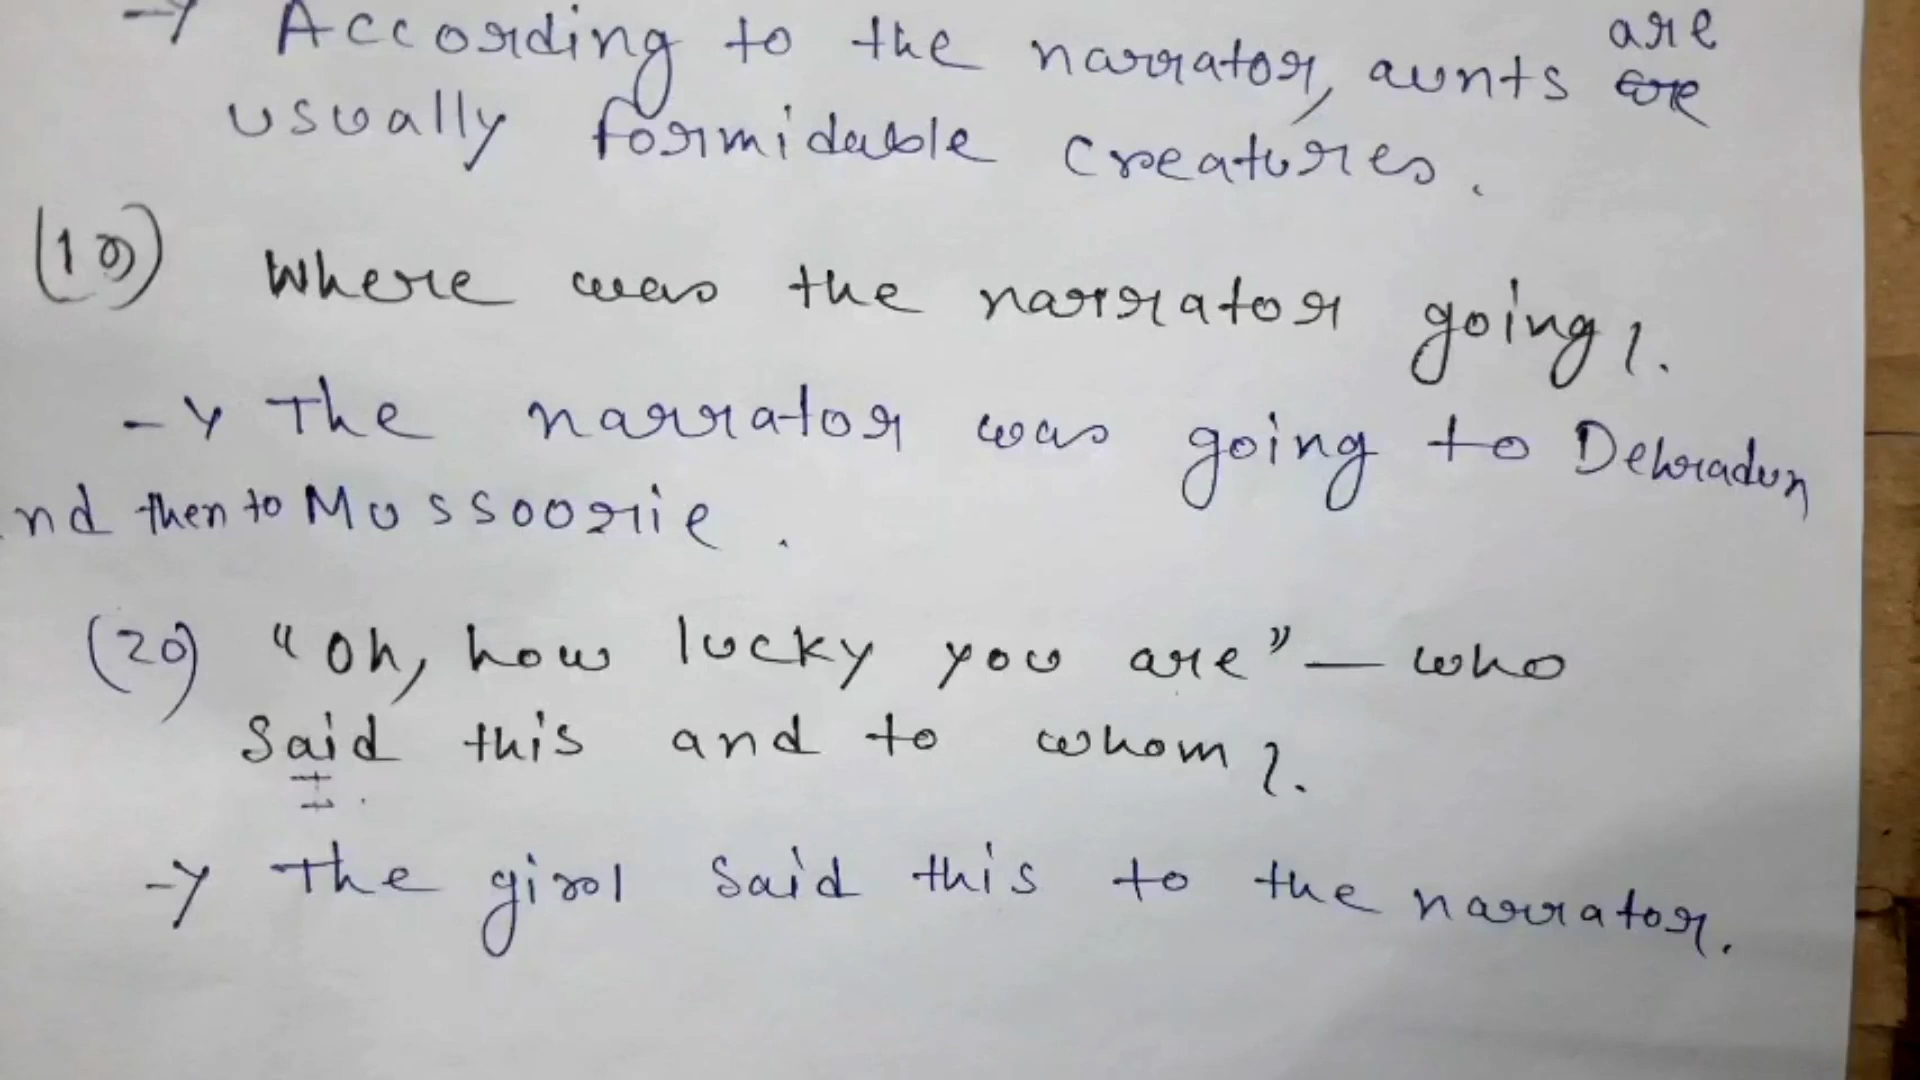 → According to the narrator, aunts are
usually formidable creatures.
(19) Where was the narrator going?
→ The narrator was going to Dehradun
nd then to Mussoorie.
(20) "Oh, how lucky you are" — who
said this and to whom?
→ The girl said this to the narrator.